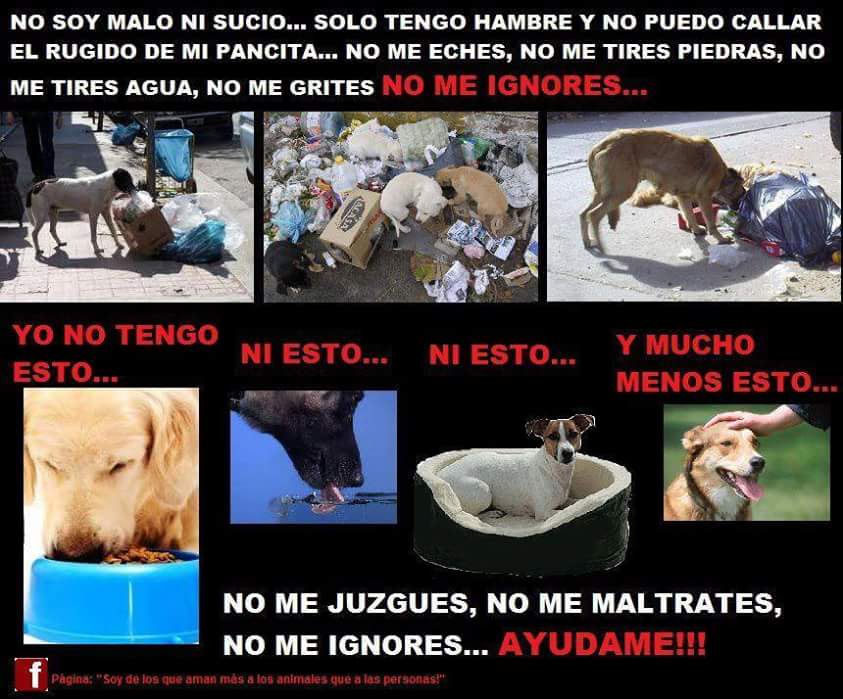 NO SOY MALO NI SUCIO... SOLO TENGO HAMBRE Y NO PUEDO CALLAR
EL RUGIDO DE MI PANCITA... NO ME ECHES, NO ME TIRES PIEDRAS, NO
ME TIRES AGUA, NO ME GRITES NO ME IGNORES...
YO NO TENGO
ESTO...
NI ESTO...
NI ESTO...
Y MUCHO
MENOS ESTO...
NO ME JUZGUES, NO ME MALTRATES,
NO ME IGNORES... AYUDAME!!!
f Página: "Soy de los que aman más a los animales que a las personas!"